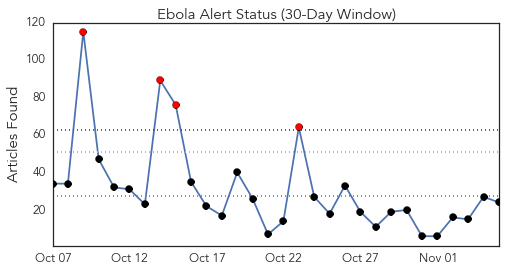 Ebola Alert Status (30-Day Window)
Articles Found
120
100
80
60
40
20
Oct 07
Oct 12
Oct 17
Oct 22
Oct 27
Nov 01